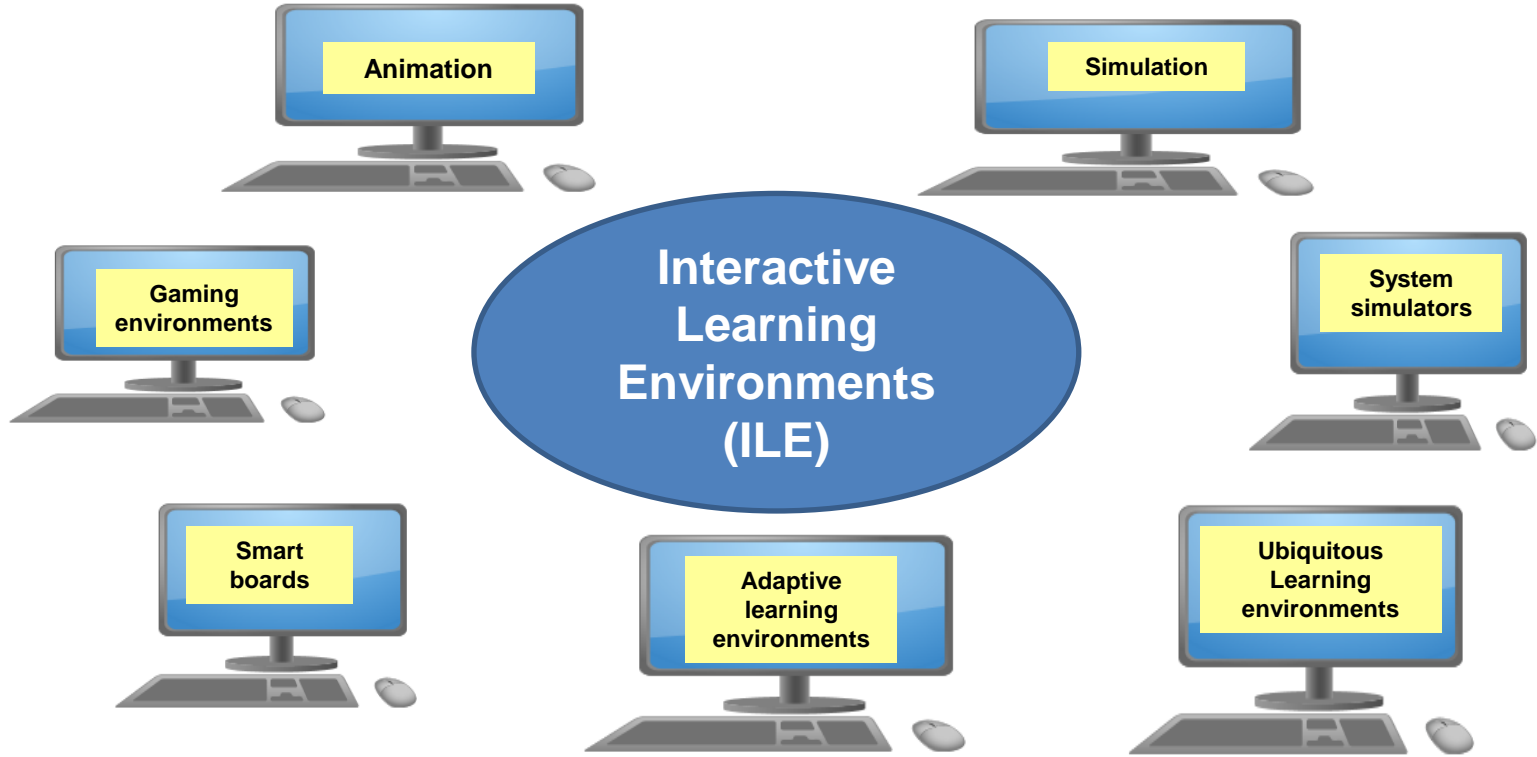 Animation
Simulation
Interactive
Learning
Environments
(ILE)
Gaming
environments
System
simulators
Smart
boards
Adaptive
learning
environments
Ubiquitous
Learning
environments